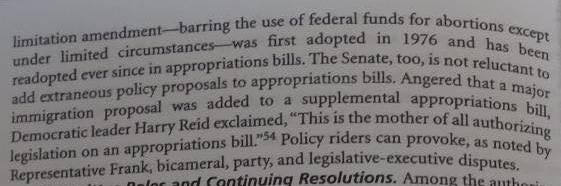 limitation amendment—barring the use of federal funds for abortions except
under limited circumstances—was first adopted in 1976 and has been
readopted ever since in appropriations bills. The Senate, too, is not reluctant to
add extraneous policy proposals to appropriations bills. Angered that a major
immigration proposal was added to a supplemental appropriations bill,
Democratic leader Harry Reid exclaimed, "This is the mother of all authorizing
legislation on an appropriations bill."54 Policy riders can provoke, as noted by
Representative Frank, bicameral, party, and legislative-executive disputes.
and Continuing Resolutions. Among the